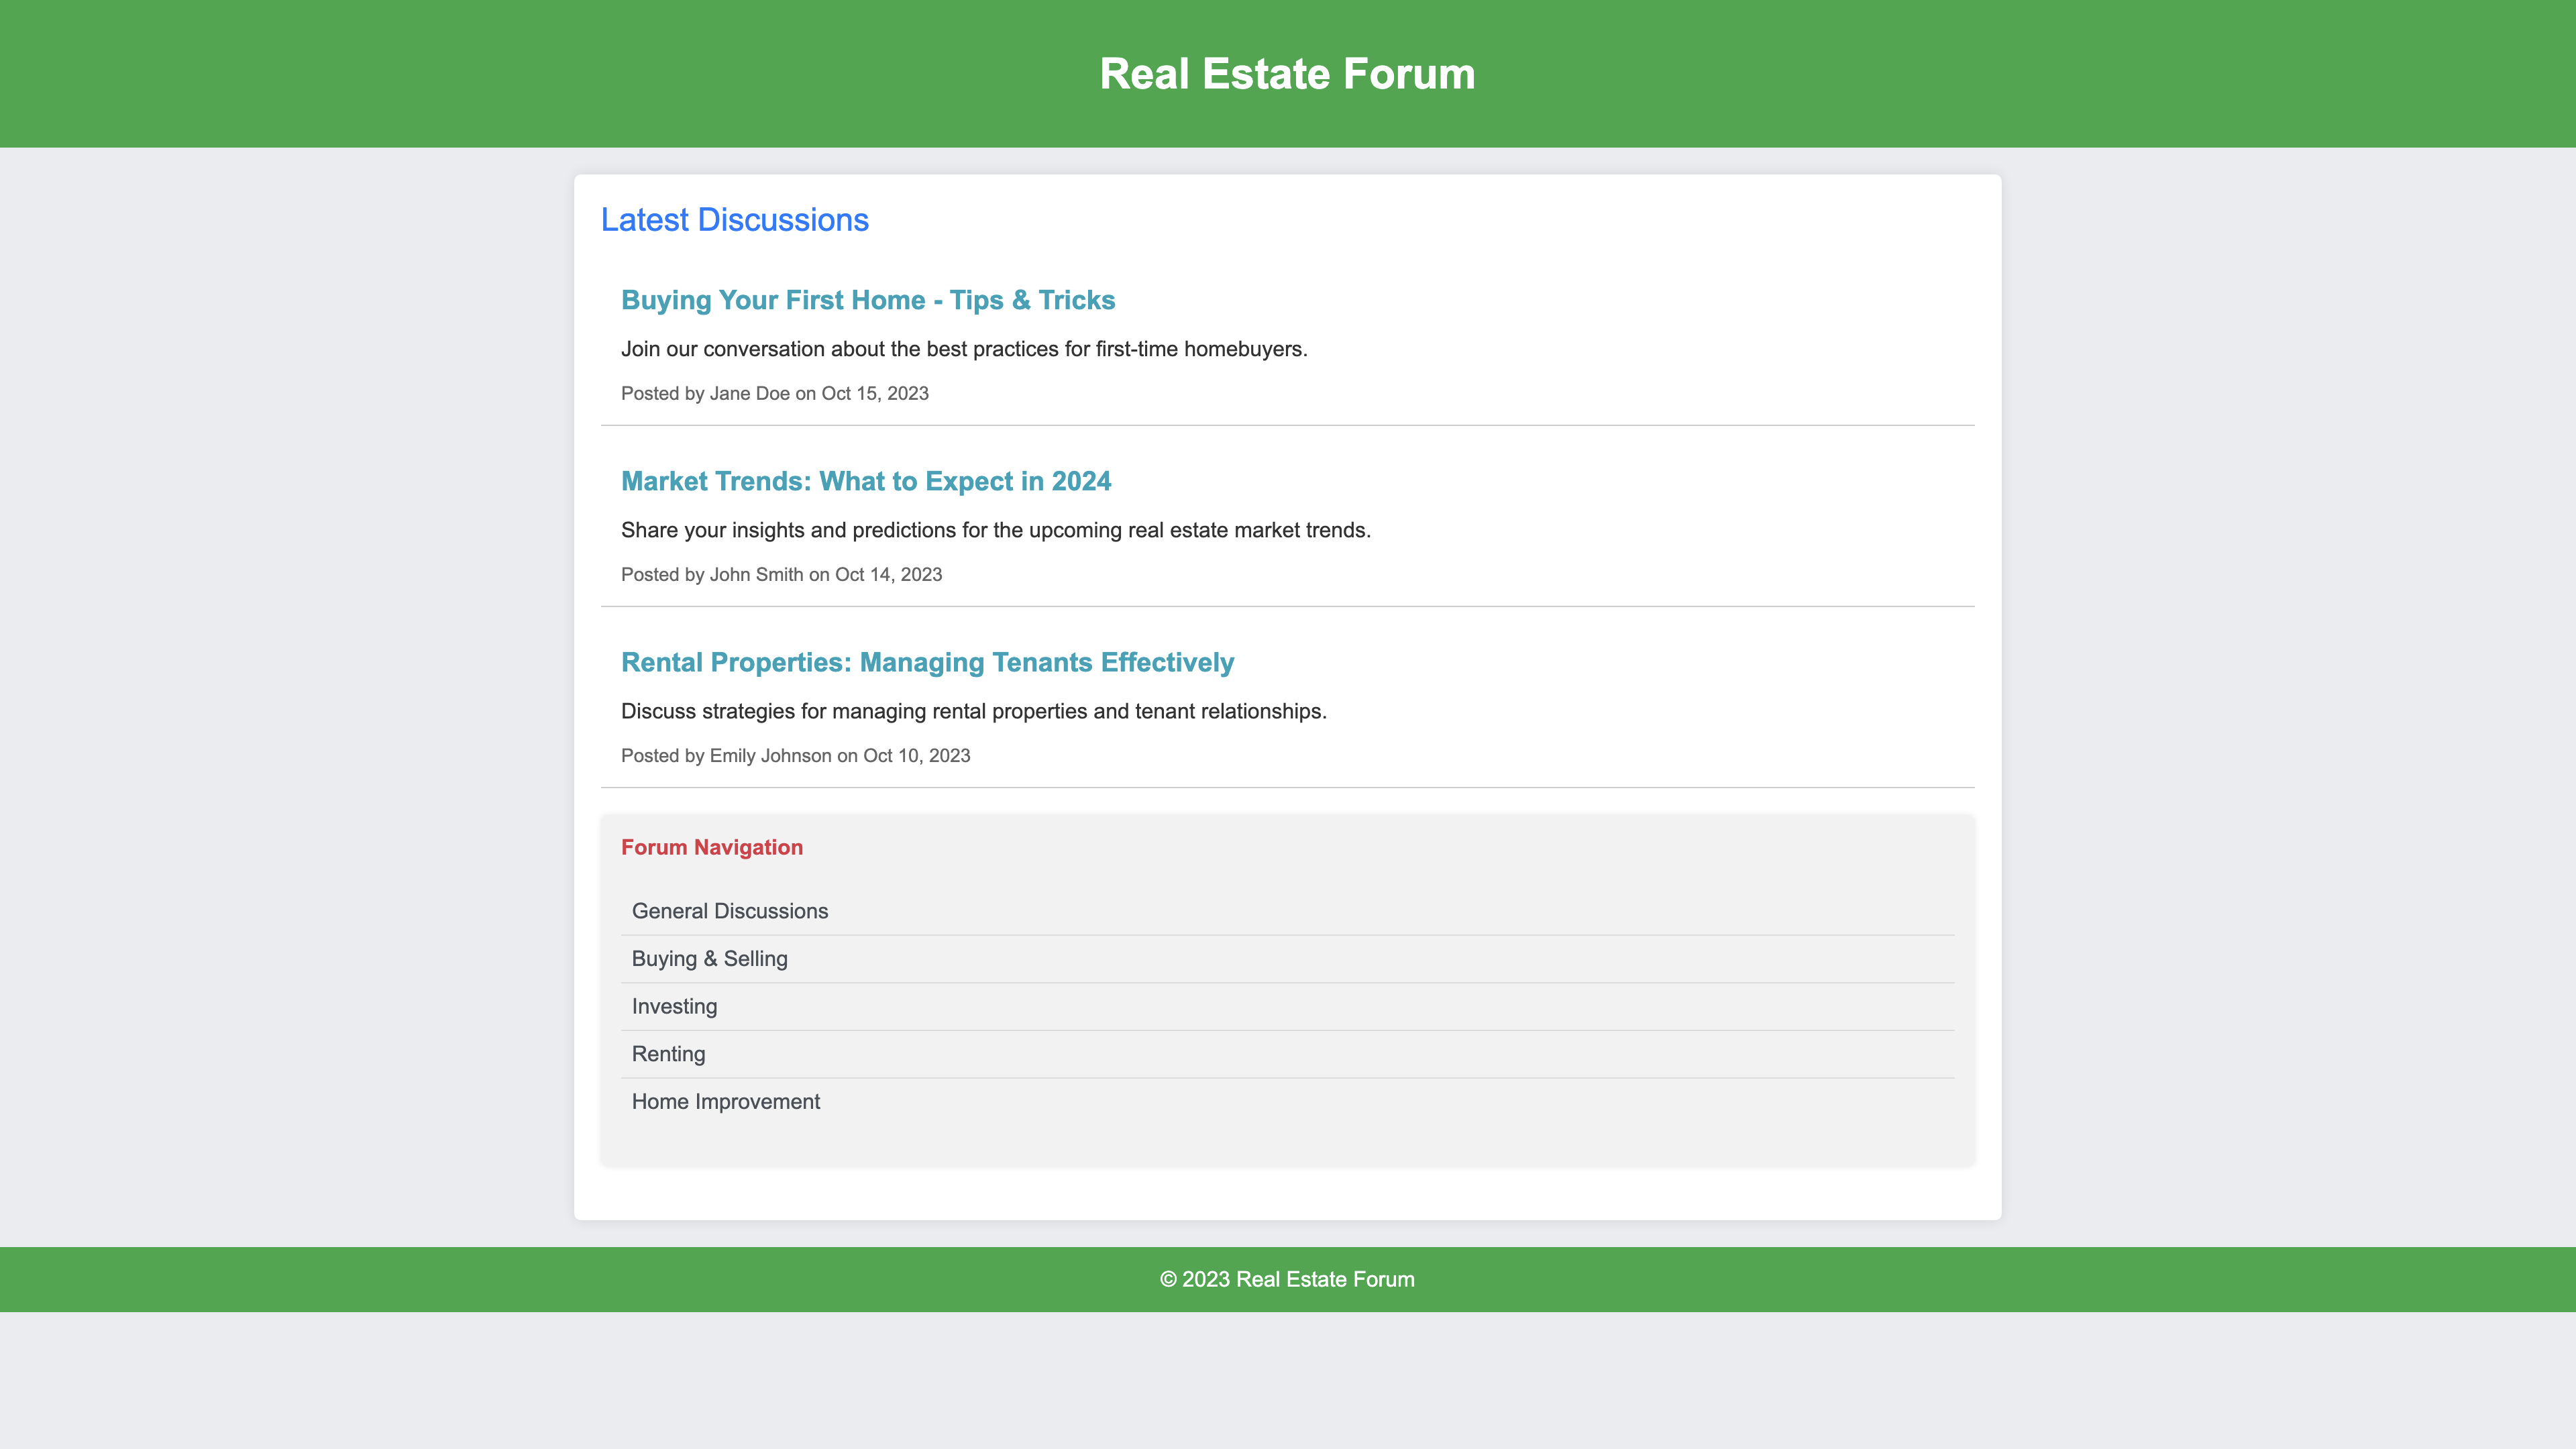 Real Estate Forum
Latest Discussions
Buying Your First Home - Tips & Tricks
Join our conversation about the best practices for first-time homebuyers.
Posted by Jane Doe on Oct 15, 2023
Market Trends: What to Expect in 2024
Share your insights and predictions for the upcoming real estate market trends.
Posted by John Smith on Oct 14, 2023
Rental Properties: Managing Tenants Effectively
Discuss strategies for managing rental properties and tenant relationships.
Posted by Emily Johnson on Oct 10, 2023
Forum Navigation
General Discussions
Buying & Selling
Investing
Renting
Home Improvement
© 2023 Real Estate Forum